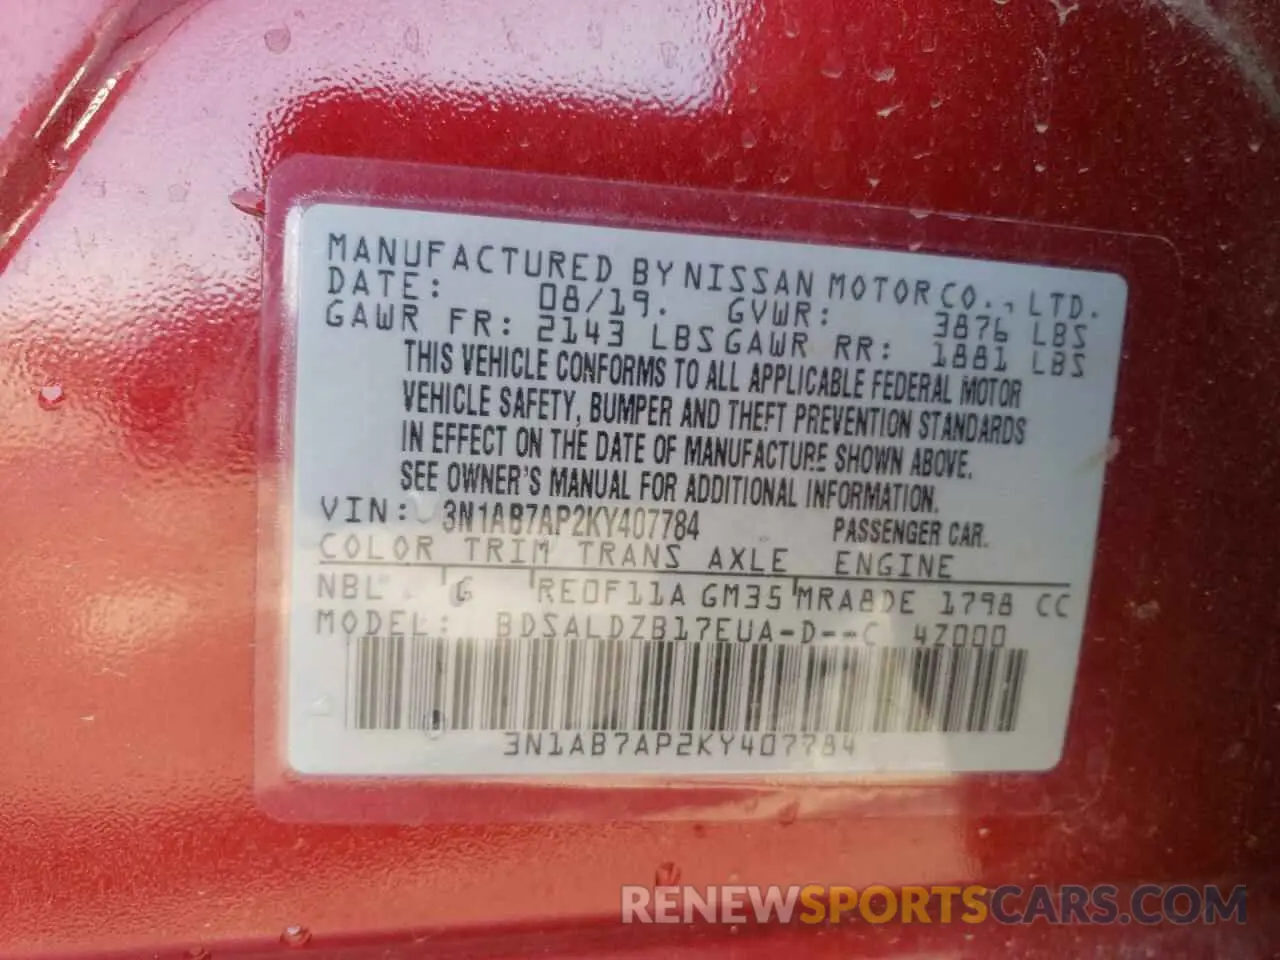 MANUFACTURED BY NISSAN MOTOR CO., LTD.
DATE: 08/19. GVWR: 3876 LBS
GAWR FR: 2143 LBS GAWR RR: 1881 LBS
THIS VEHICLE CONFORMS TO ALL APPLICABLE FEDERAL MOTOR
VEHICLE SAFETY, BUMPER AND THEFT PREVENTION STANDARDS
IN EFFECT ON THE DATE OF MANUFACTURE SHOWN ABOVE.
SEE OWNER'S MANUAL FOR ADDITIONAL INFORMATION.
VIN: 3N1AB7AP2KY407784 PASSENGER CAR.
COLOR TRIM TRANS AXLE ENGINE
NBL G RE0F11A GM35 MRA8DE 1798 CC
MODEL: BDSALDZB17EUA-D--C 4Z000
3N1AB7AP2KY407784
RENEWSPORTSCARS.COM